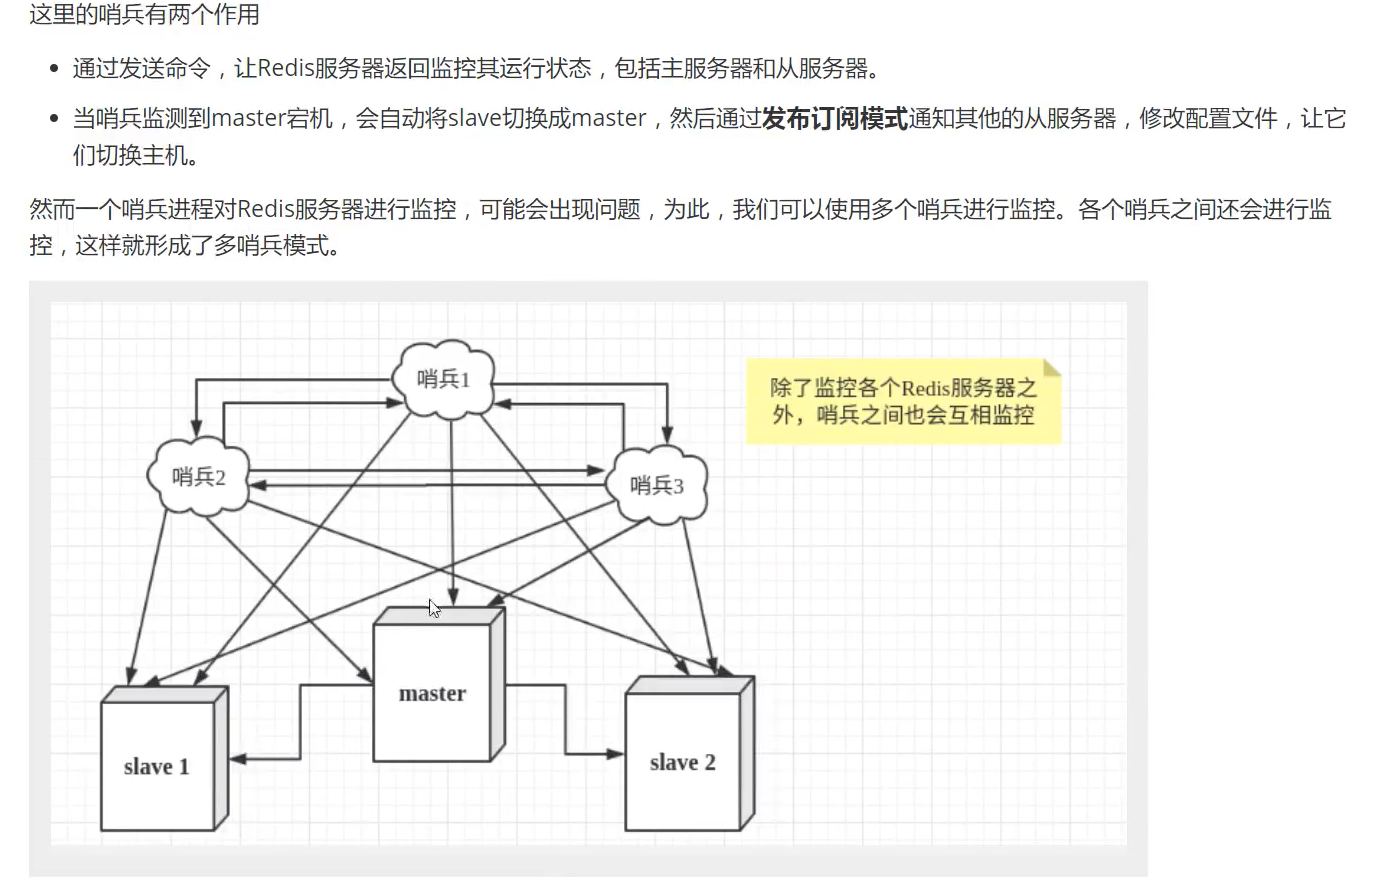 这里的哨兵有两个作用
通过发送命令，让Redis服务器返回监控其运行状态，包括主服务器和从服务器。
当哨兵监测到master宕机，会自动将slave切换成master，然后通过发布订阅模式通知其他的从服务器，修改配置文件，让它
们切换主机。
然而一个哨兵进程对Redis服务器进行监控，可能会出现问题，为此，我们可以使用多个哨兵进行监控。各个哨兵之间还会进行监
控，这样就形成了多哨兵模式。
哨兵1
除了监控各个Redis服务器之
外，哨兵之间也会互相监控
哨兵2
哨兵3
master
slave 1
slave 2